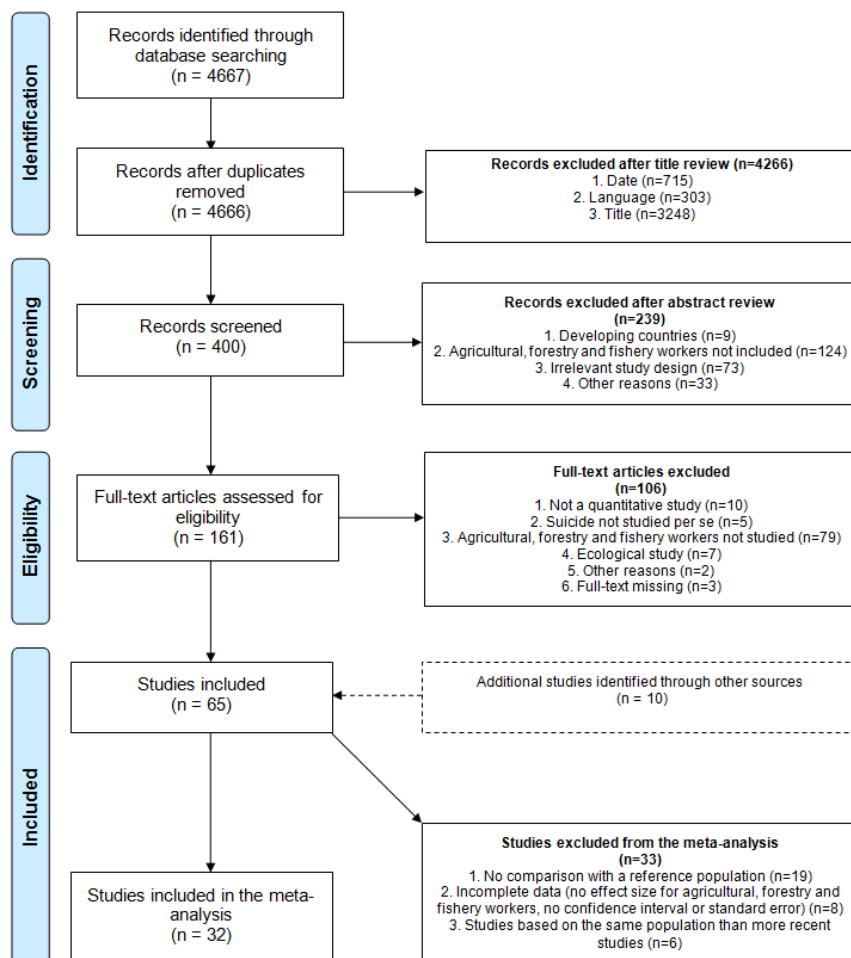 Identification
Records identified through
database searching
(n = 4667)
Records after duplicates
removed
(n = 4666)
Records excluded after title review (n=4266)
1. Date (n=715)
2. Language (n=303)
3. Title (n=3248)
Screening
Records screened
(n = 400)
Records excluded after abstract review
(n=239)
1. Developing countries (n=9)
2. Agricultural, forestry and fishery workers not included (n=124)
3. Irrelevant study design (n=73)
4. Other reasons (n=33)
Eligibility
Full-text articles assessed for
eligibility
(n = 161)
Full-text articles excluded
(n=106)
1. Not a quantitative study (n=10)
2. Suicide not studied per se (n=5)
3. Agricultural, forestry and fishery workers not studied (n=79)
4. Ecological study (n=7)
5. Other reasons (n=2)
6. Full-text missing (n=3)
Included
Studies included
(n = 65)
Additional studies identified through other sources
(n = 10)
Studies included in the meta-
analysis
(n = 32)
Studies excluded from the meta-analysis
(n=33)
1. No comparison with a reference population (n=19)
2. Incomplete data (no effect size for agricultural, forestry and
fishery workers, no confidence interval or standard error) (n=8)
3. Studies based on the same population than more recent
studies (n=6)